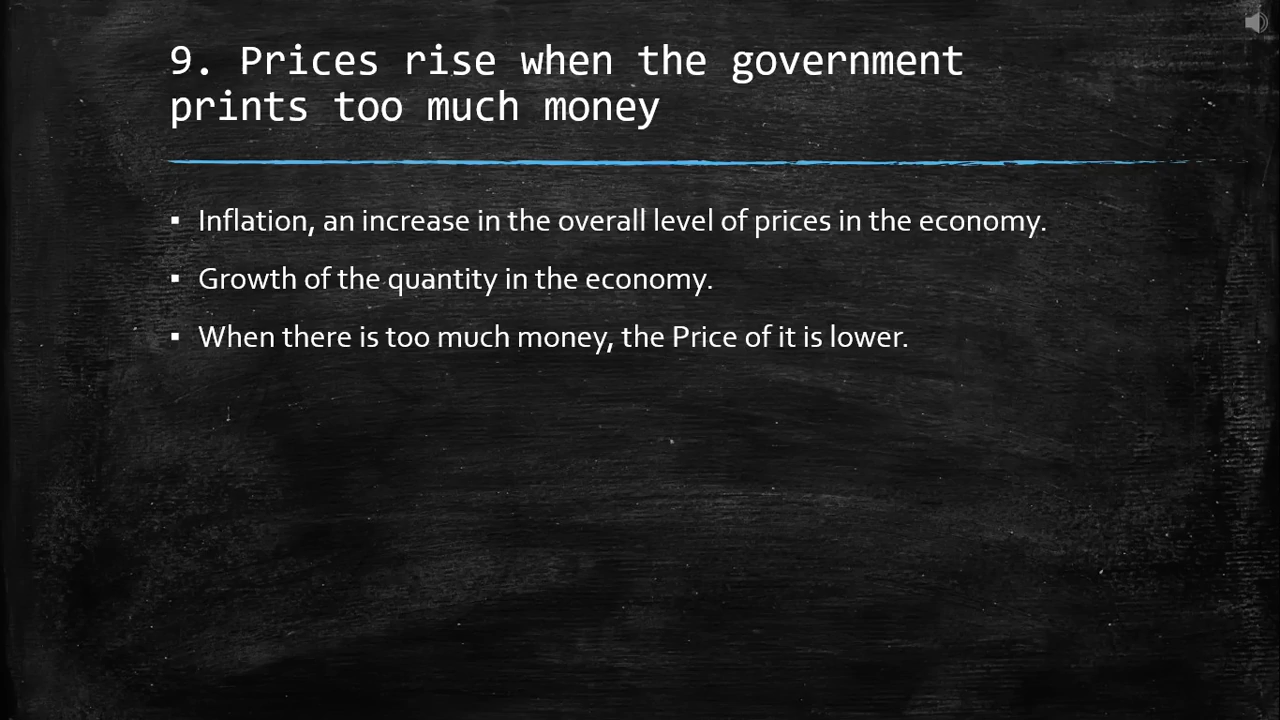 9. Prices rise when the government
prints too much money
▪ Inflation, an increase in the overall level of prices in the economy.
▪ Growth of the quantity in the economy.
▪ When there is too much money, the Price of it is lower.